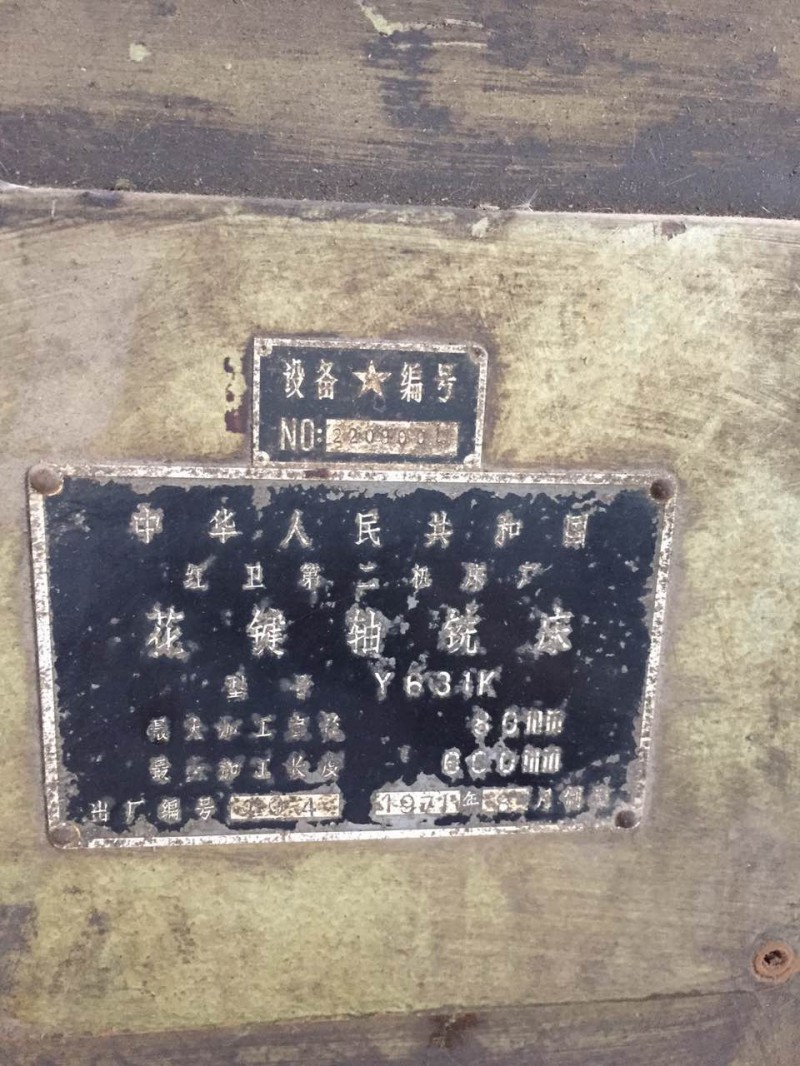 设备★编号
NO: 220900
中华人民共和国
红卫第二机床厂
花键轴铣床
型号 Y631K
最大加工直径 80mm
最大加工长度 600mm
出厂编号 1971年 月制造